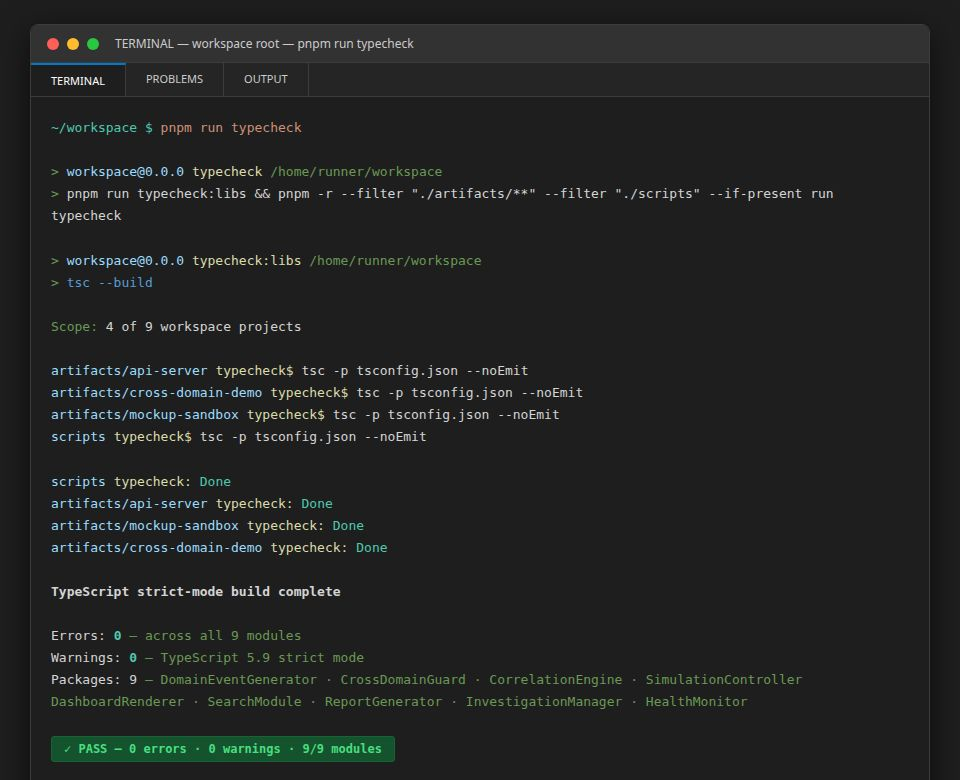 TERMINAL — workspace root — pnpm run typecheck
TERMINAL PROBLEMS OUTPUT
~/workspace $ pnpm run typecheck
> workspace@0.0.0 typecheck /home/runner/workspace
> pnpm run typecheck:libs && pnpm -r --filter "./artifacts/**" --filter "./scripts" --if-present run
typecheck
> workspace@0.0.0 typecheck:libs /home/runner/workspace
> tsc --build
Scope: 4 of 9 workspace projects
artifacts/api-server typecheck$ tsc -p tsconfig.json --noEmit
artifacts/cross-domain-demo typecheck$ tsc -p tsconfig.json --noEmit
artifacts/mockup-sandbox typecheck$ tsc -p tsconfig.json --noEmit
scripts typecheck$ tsc -p tsconfig.json --noEmit
scripts typecheck: Done
artifacts/api-server typecheck: Done
artifacts/mockup-sandbox typecheck: Done
artifacts/cross-domain-demo typecheck: Done
TypeScript strict-mode build complete
Errors: 0 — across all 9 modules
Warnings: 0 — TypeScript 5.9 strict mode
Packages: 9 — DomainEventGenerator · CrossDomainGuard · CorrelationEngine · SimulationController
DashboardRenderer · SearchModule · ReportGenerator · InvestigationManager · HealthMonitor
✓ PASS — 0 errors · 0 warnings · 9/9 modules